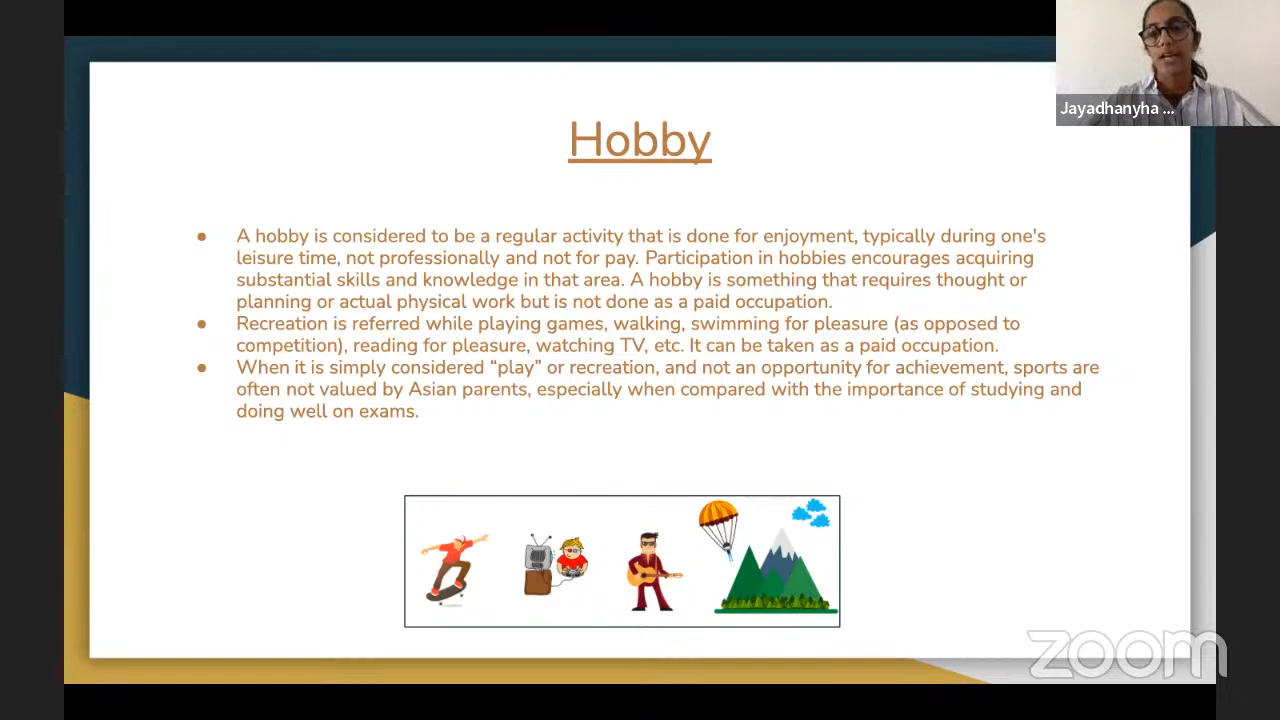 Jayadhanyha ...
Hobby
● A hobby is considered to be a regular activity that is done for enjoyment, typically during one's
leisure time, not professionally and not for pay. Participation in hobbies encourages acquiring
substantial skills and knowledge in that area. A hobby is something that requires thought or
planning or actual physical work but is not done as a paid occupation.
● Recreation is referred while playing games, walking, swimming for pleasure (as opposed to
competition), reading for pleasure, watching TV, etc. It can be taken as a paid occupation.
● When it is simply considered “play” or recreation, and not an opportunity for achievement, sports are
often not valued by Asian parents, especially when compared with the importance of studying and
doing well on exams.
zoom